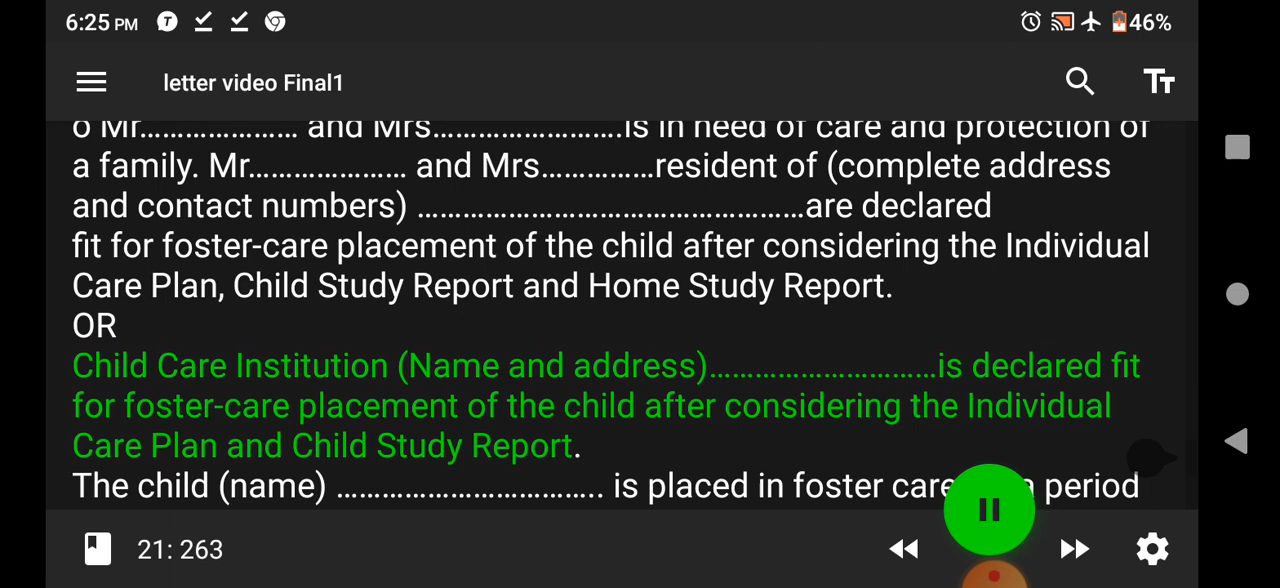 6:25 PM
46%
letter video Final1
o Mr………………… and Mrs…………………….is in need of care and protection of
a family. Mr………………… and Mrs……………resident of (complete address
and contact numbers) ……………………………………………are declared
fit for foster-care placement of the child after considering the Individual
Care Plan, Child Study Report and Home Study Report.
OR
Child Care Institution (Name and address)…………………………is declared fit
for foster-care placement of the child after considering the Individual
Care Plan and Child Study Report.
The child (name) …………………………….. is placed in foster care a period
21: 263